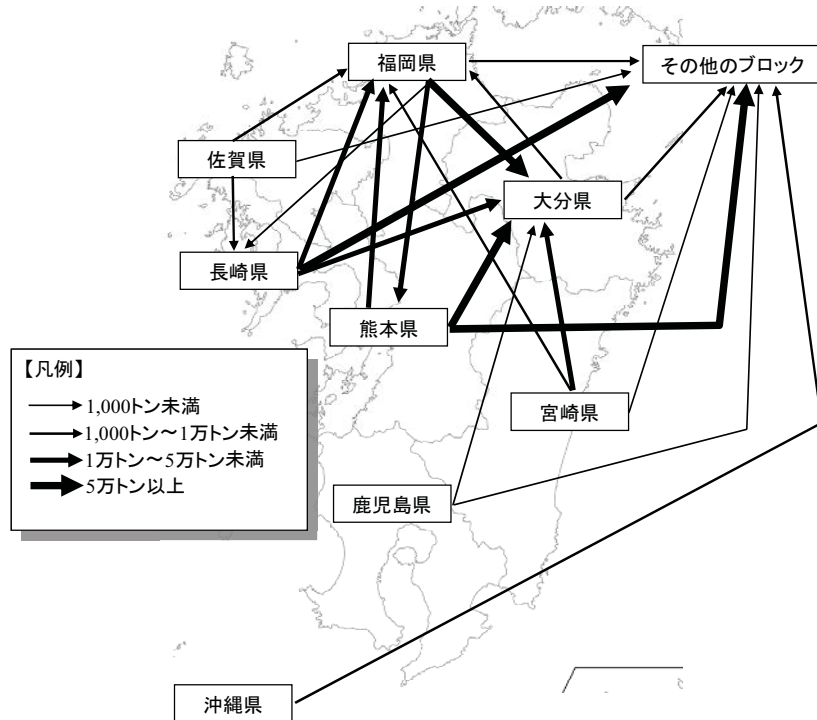 福岡県
その他のブロック
佐賀県
大分県
長崎県
熊本県
【凡例】
1,000トン未満
1,000トン～1万トン未満
1万トン～5万トン未満
5万トン以上
宮崎県
鹿児島県
沖縄県